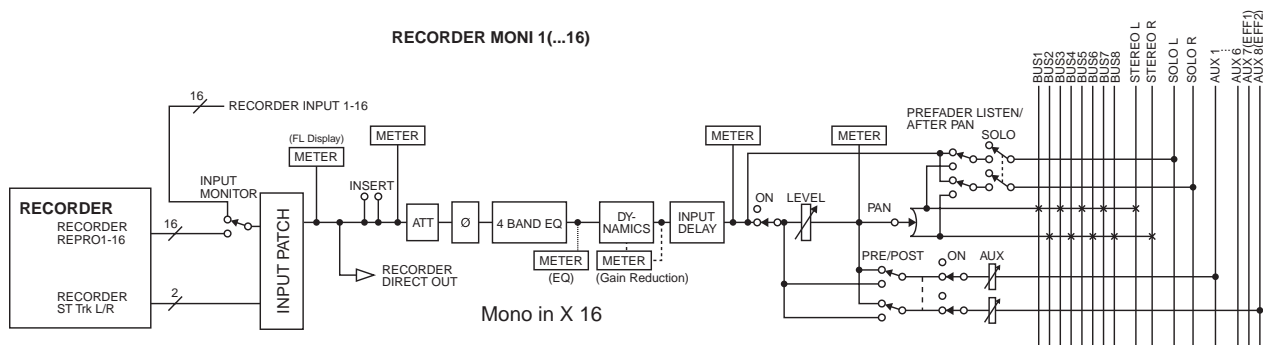 RECORDER MONI 1(...16)
BUS1
BUS2
BUS3
BUS4
BUS5
BUS6
BUS7
BUS8
STEREO L
STEREO R
SOLO L
SOLO R
AUX 1
...
AUX 6
AUX 7(EFF1)
AUX 8(EFF2)
16
RECORDER INPUT 1-16
PREFADER LISTEN/
AFTER PAN
SOLO
(FL Display)
METER
METER
METER
METER
INPUT
MONITOR
INSERT
ON
LEVEL
PAN
RECORDER
RECORDER
REPRO1-16
16
INPUT PATCH
ATT
Ø
4 BAND EQ
DY-
NAMICS
INPUT
DELAY
METER
(EQ)
METER
(Gain Reduction)
PRE/POST
ON
AUX
RECORDER
DIRECT OUT
RECORDER
ST Trk L/R
2
Mono in X 16